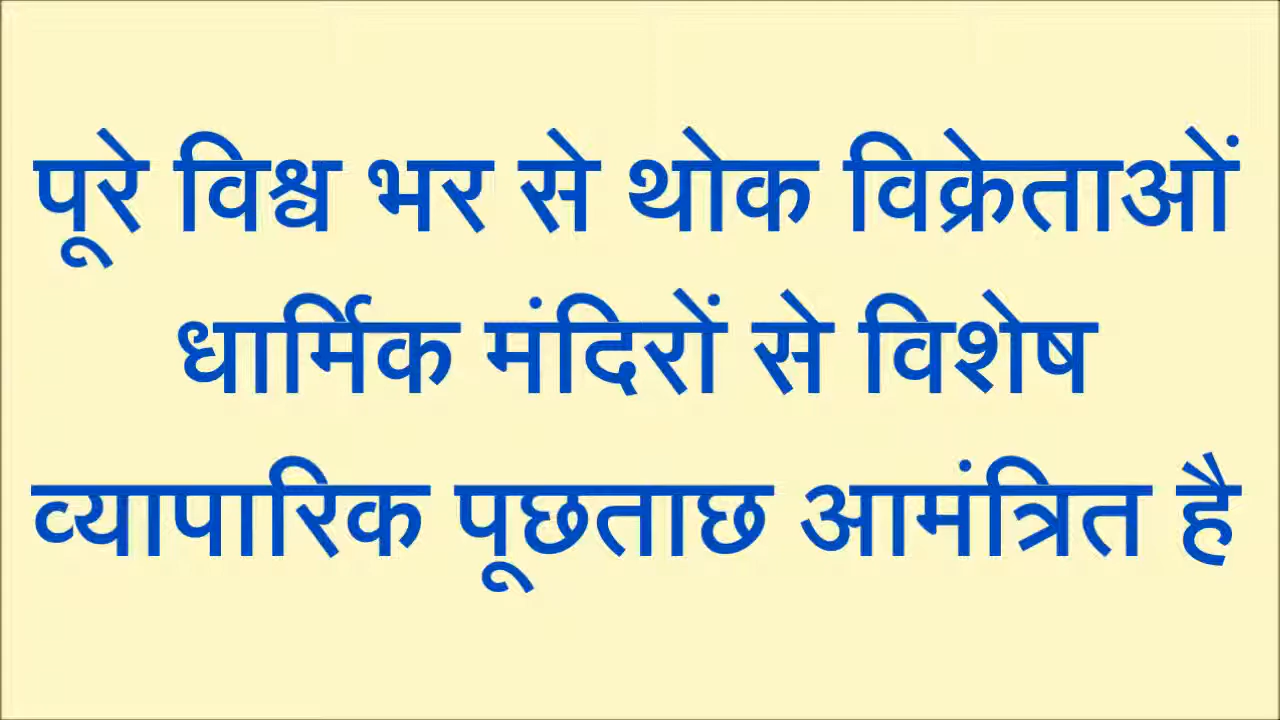 पूरे विश्व भर से थोक विक्रेताओं
धार्मिक मंदिरों से विशेष
व्यापारिक पूछताछ आमंत्रित है